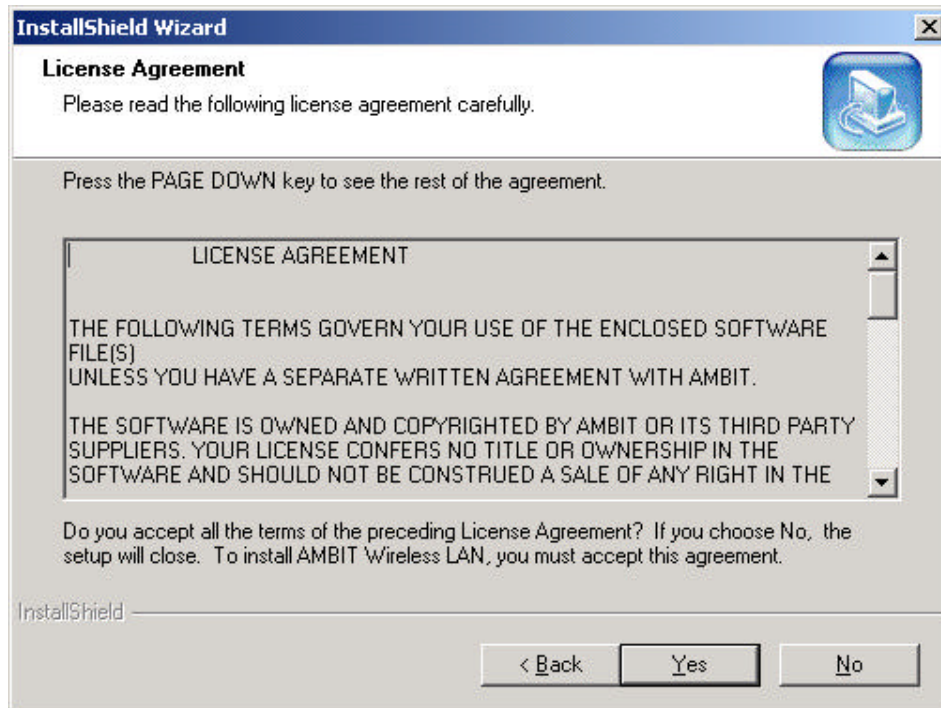 InstallShield Wizard
License Agreement
Please read the following license agreement carefully.
Press the PAGE DOWN key to see the rest of the agreement.
LICENSE AGREEMENT
THE FOLLOWING TERMS GOVERN YOUR USE OF THE ENCLOSED SOFTWARE
FILE(S)
UNLESS YOU HAVE A SEPARATE WRITTEN AGREEMENT WITH AMBIT.
THE SOFTWARE IS OWNED AND COPYRIGHTED BY AMBIT OR ITS THIRD PARTY
SUPPLIERS. YOUR LICENSE CONFERS NO TITLE OR OWNERSHIP IN THE
SOFTWARE AND SHOULD NOT BE CONSTRUED A SALE OF ANY RIGHT IN THE
Do you accept all the terms of the preceding License Agreement? If you choose No, the
setup will close. To install AMBIT Wireless LAN, you must accept this agreement.
InstallShield
< Back Yes No